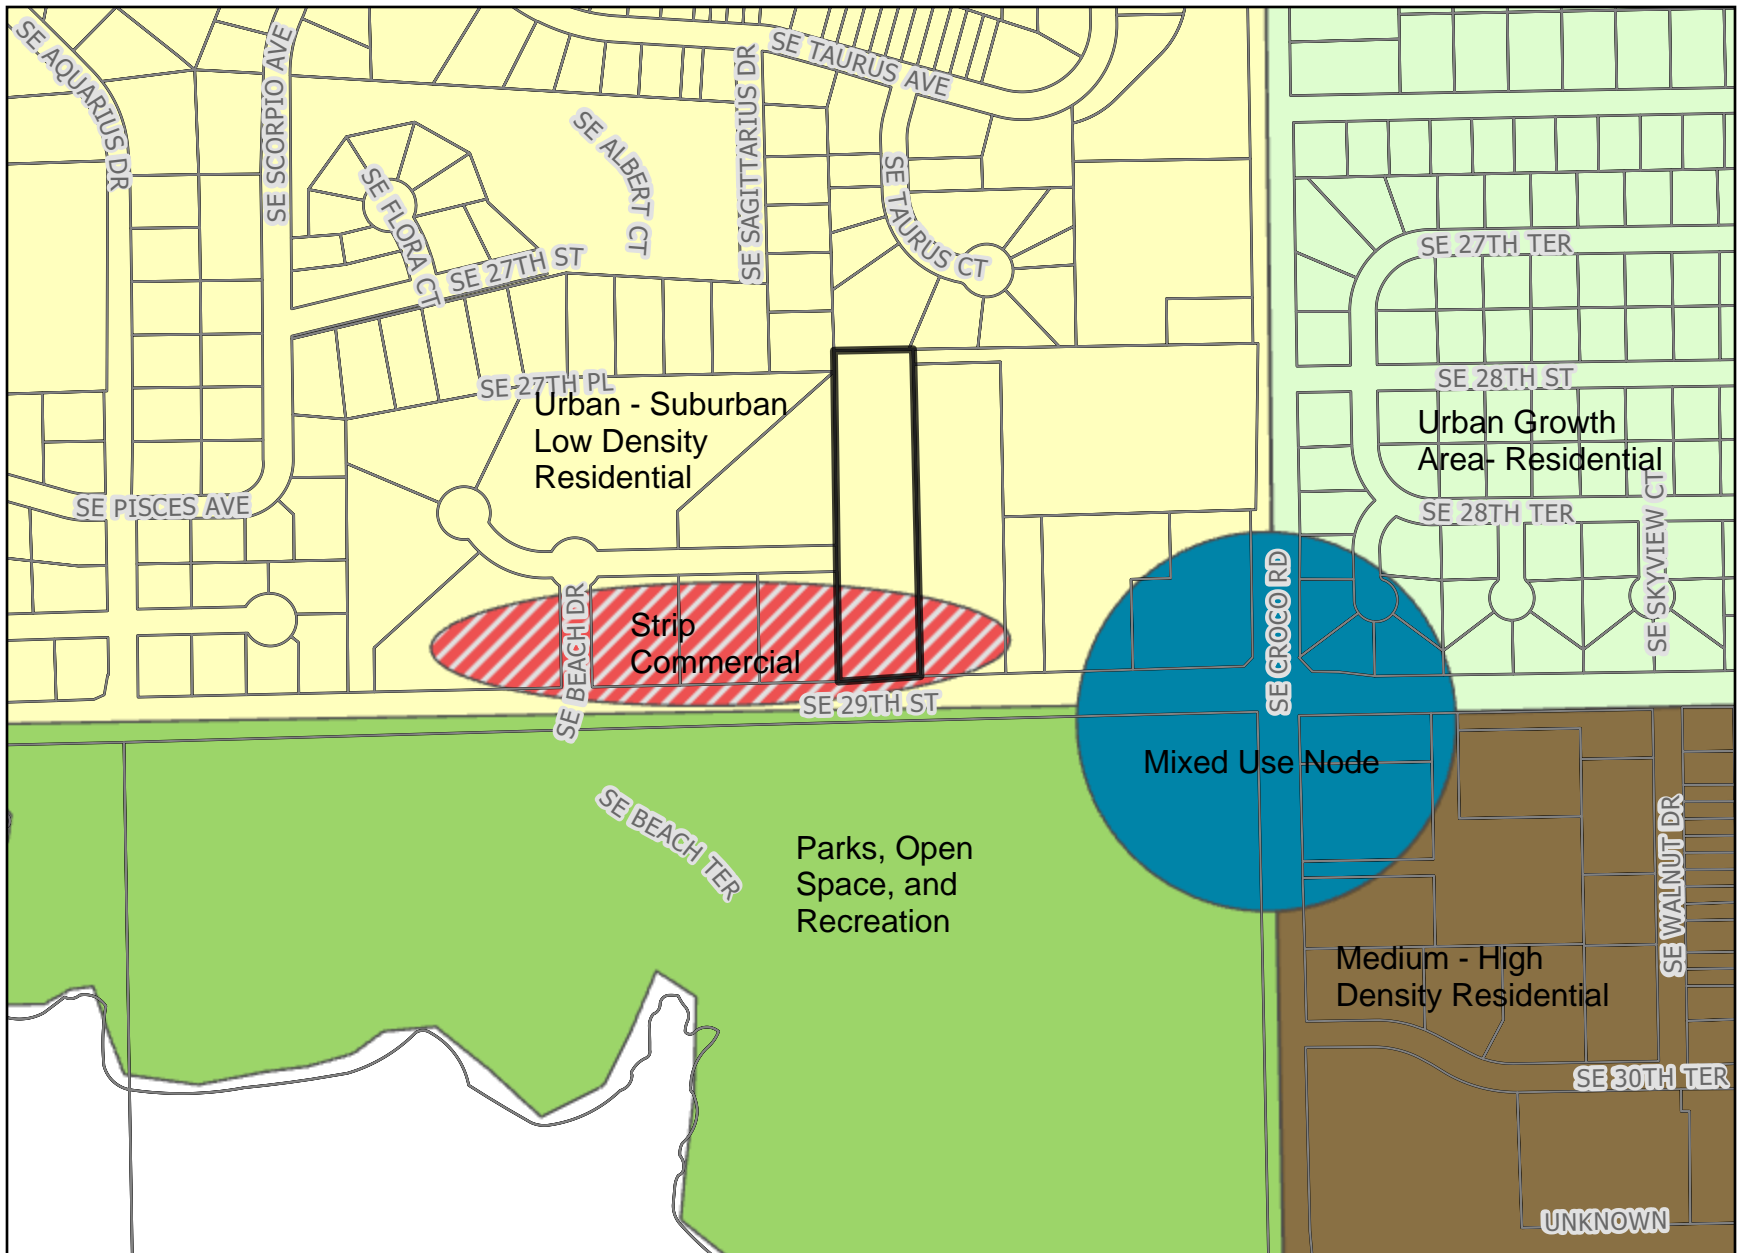 SE AQUARIUS DR
SE SCORPIO AVE
SE TAURUS AVE
SE SAGITTARIUS DR
SE ALBERT CT
SE FLORA CT
SE TAURUS CT
SE 27TH ST
SE 27TH TER
SE 27TH PL
SE 28TH ST
Urban - Suburban
Low Density
Residential
Urban Growth
Area- Residential
SE PISCES AVE
SE 28TH TER
SE SKYVIEW CT
SE BEACH DR
Strip
Commercial
SE CROCO RD
SE 29TH ST
Mixed Use Node
SE BEACH TER
Parks, Open
Space, and
Recreation
SE WALNUT DR
Medium - High
Density Residential
SE 30TH TER
UNKNOWN